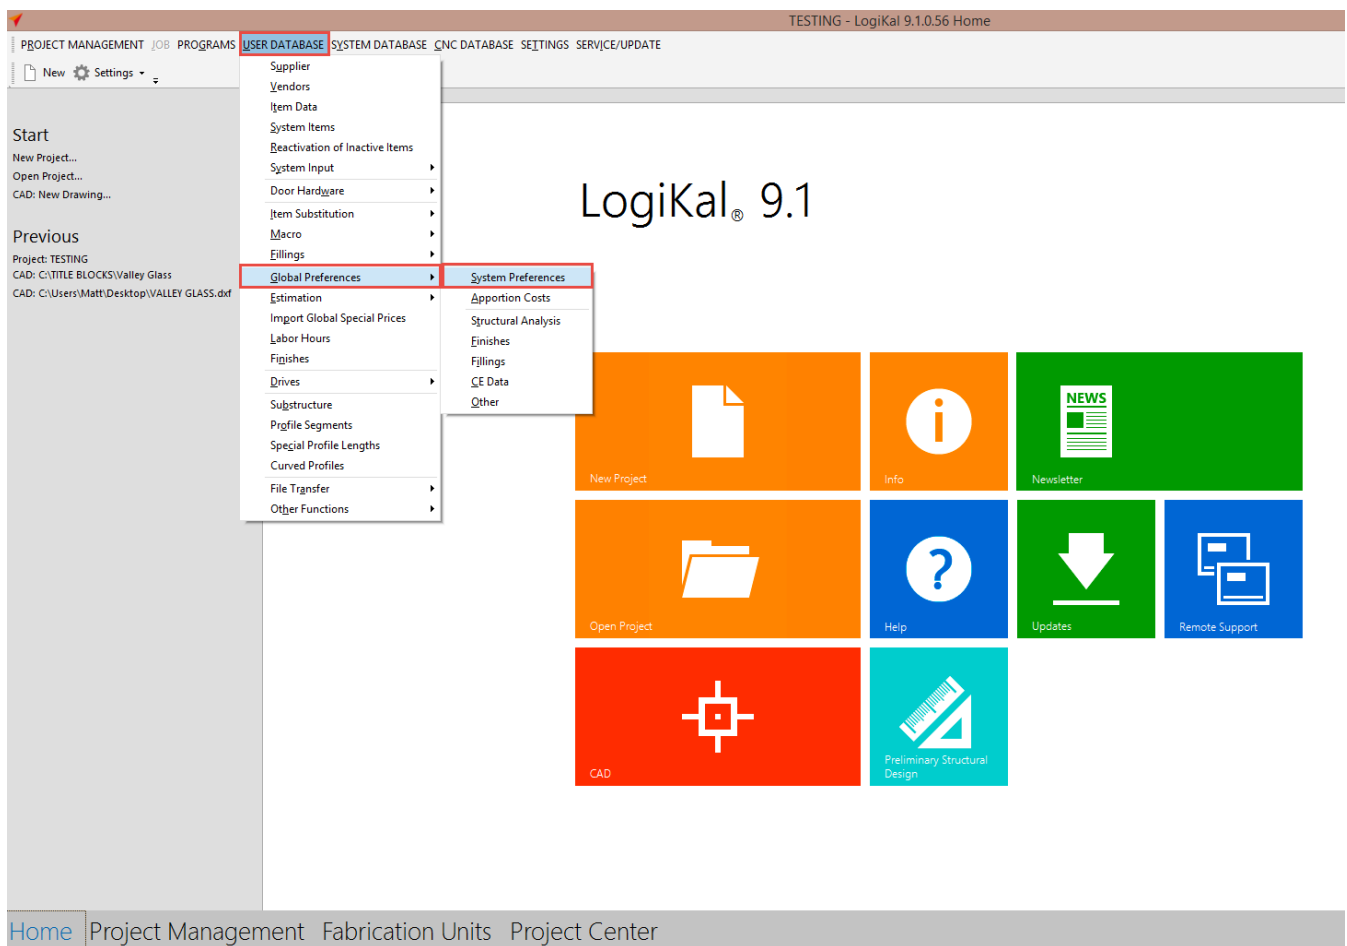 TESTING - LogiKal 9.1.0.56 Home
PROJECT MANAGEMENT JOB PROGRAMS USER DATABASE SYSTEM DATABASE CNC DATABASE SETTINGS SERVICE/UPDATE
New Settings
Start
New Project...
Open Project...
CAD: New Drawing...
Previous
Project: TESTING
CAD: C:\TITLE BLOCKS\Valley Glass
CAD: C:\Users\Matt\Desktop\VALLEY GLASS.dxf
Supplier
Vendors
Item Data
System Items
Reactivation of Inactive Items
System Input
Door Hardware
Item Substitution
Macro
Fillings
Global Preferences
Estimation
Import Global Special Prices
Labor Hours
Finishes
Drives
Substructure
Profile Segments
Special Profile Lengths
Curved Profiles
File Transfer
Other Functions
System Preferences
Apportion Costs
Structural Analysis
Finishes
Fillings
CE Data
Other
LogiKal® 9.1
New Project
Info
NEWS
Newsletter
Open Project
Help
Updates
Remote Support
CAD
Preliminary Structural
Design
Home Project Management Fabrication Units Project Center